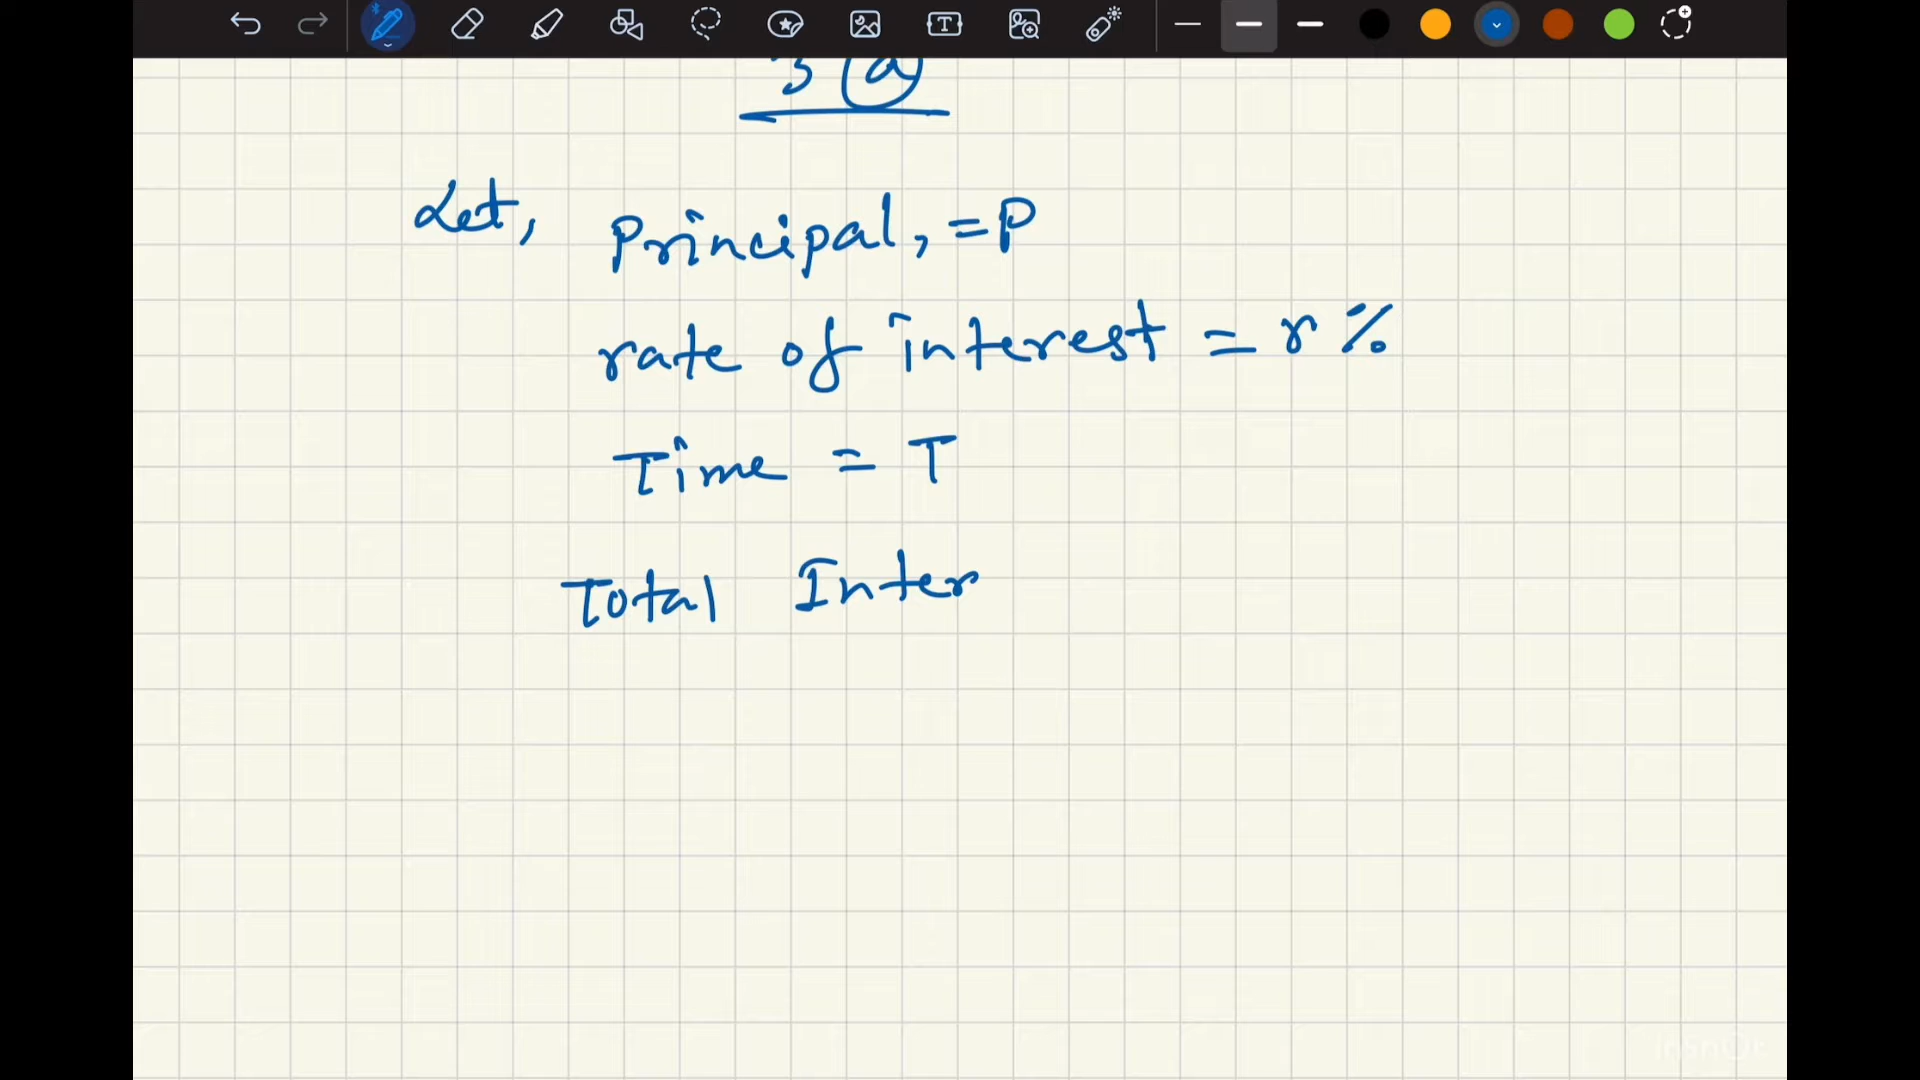 3 (a)
Let, Principal, = P
rate of interest = r %
Time = T
Total Inter